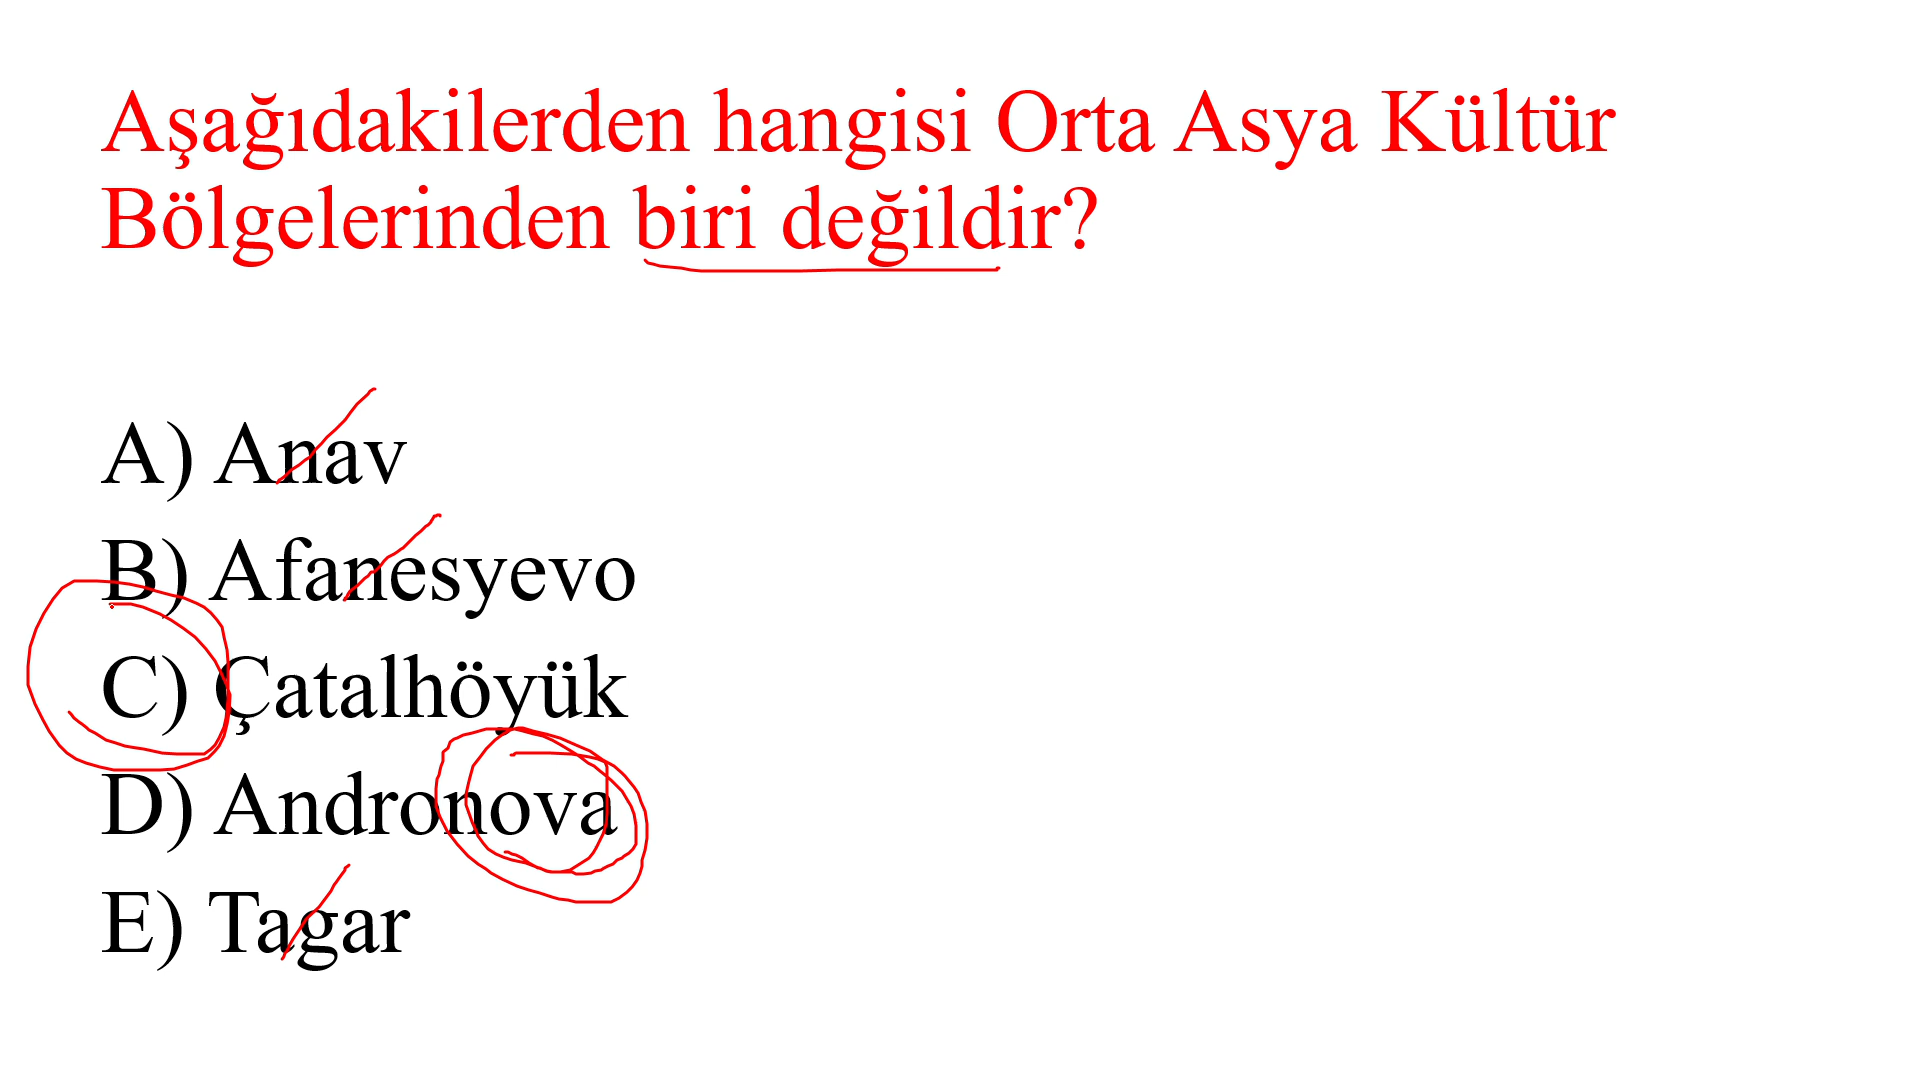 Aşağıdakilerden hangisi Orta Asya Kültür
Bölgelerinden biri değildir?
A) Anav
B) Afanesyevo
C) Çatalhöyük
D) Andronova
E) Tagar